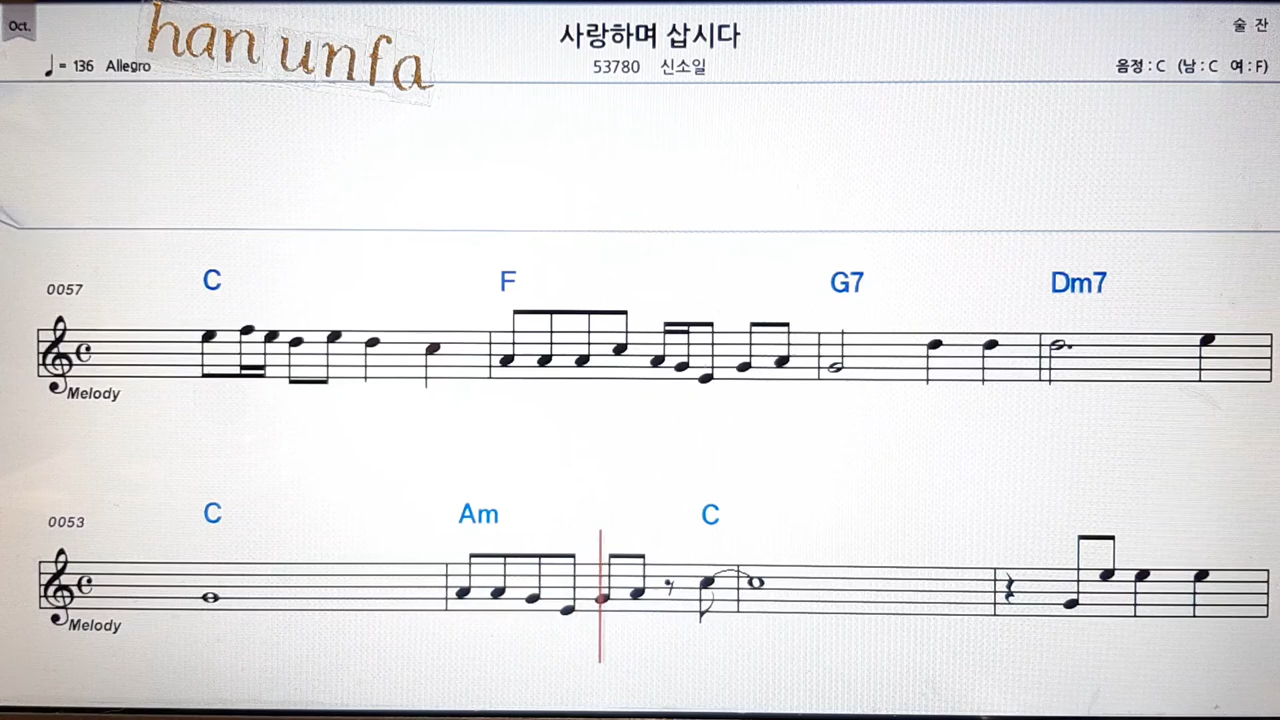 Oct.
han unfa
사랑하며 삽시다
술 잔
♩= 136 Allegro
53780 신소일
음정 : C (남 : C 여 : F)
C F G7 Dm7
0057
Melody
C Am C
0053
Melody